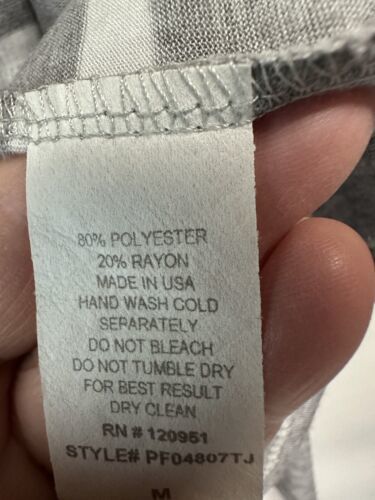 80% POLYESTER
20% RAYON
MADE IN USA
HAND WASH COLD
SEPARATELY
DO NOT BLEACH
DO NOT TUMBLE DRY
FOR BEST RESULT
DRY CLEAN
RN # 120951
STYLE# PF04807TJ
M